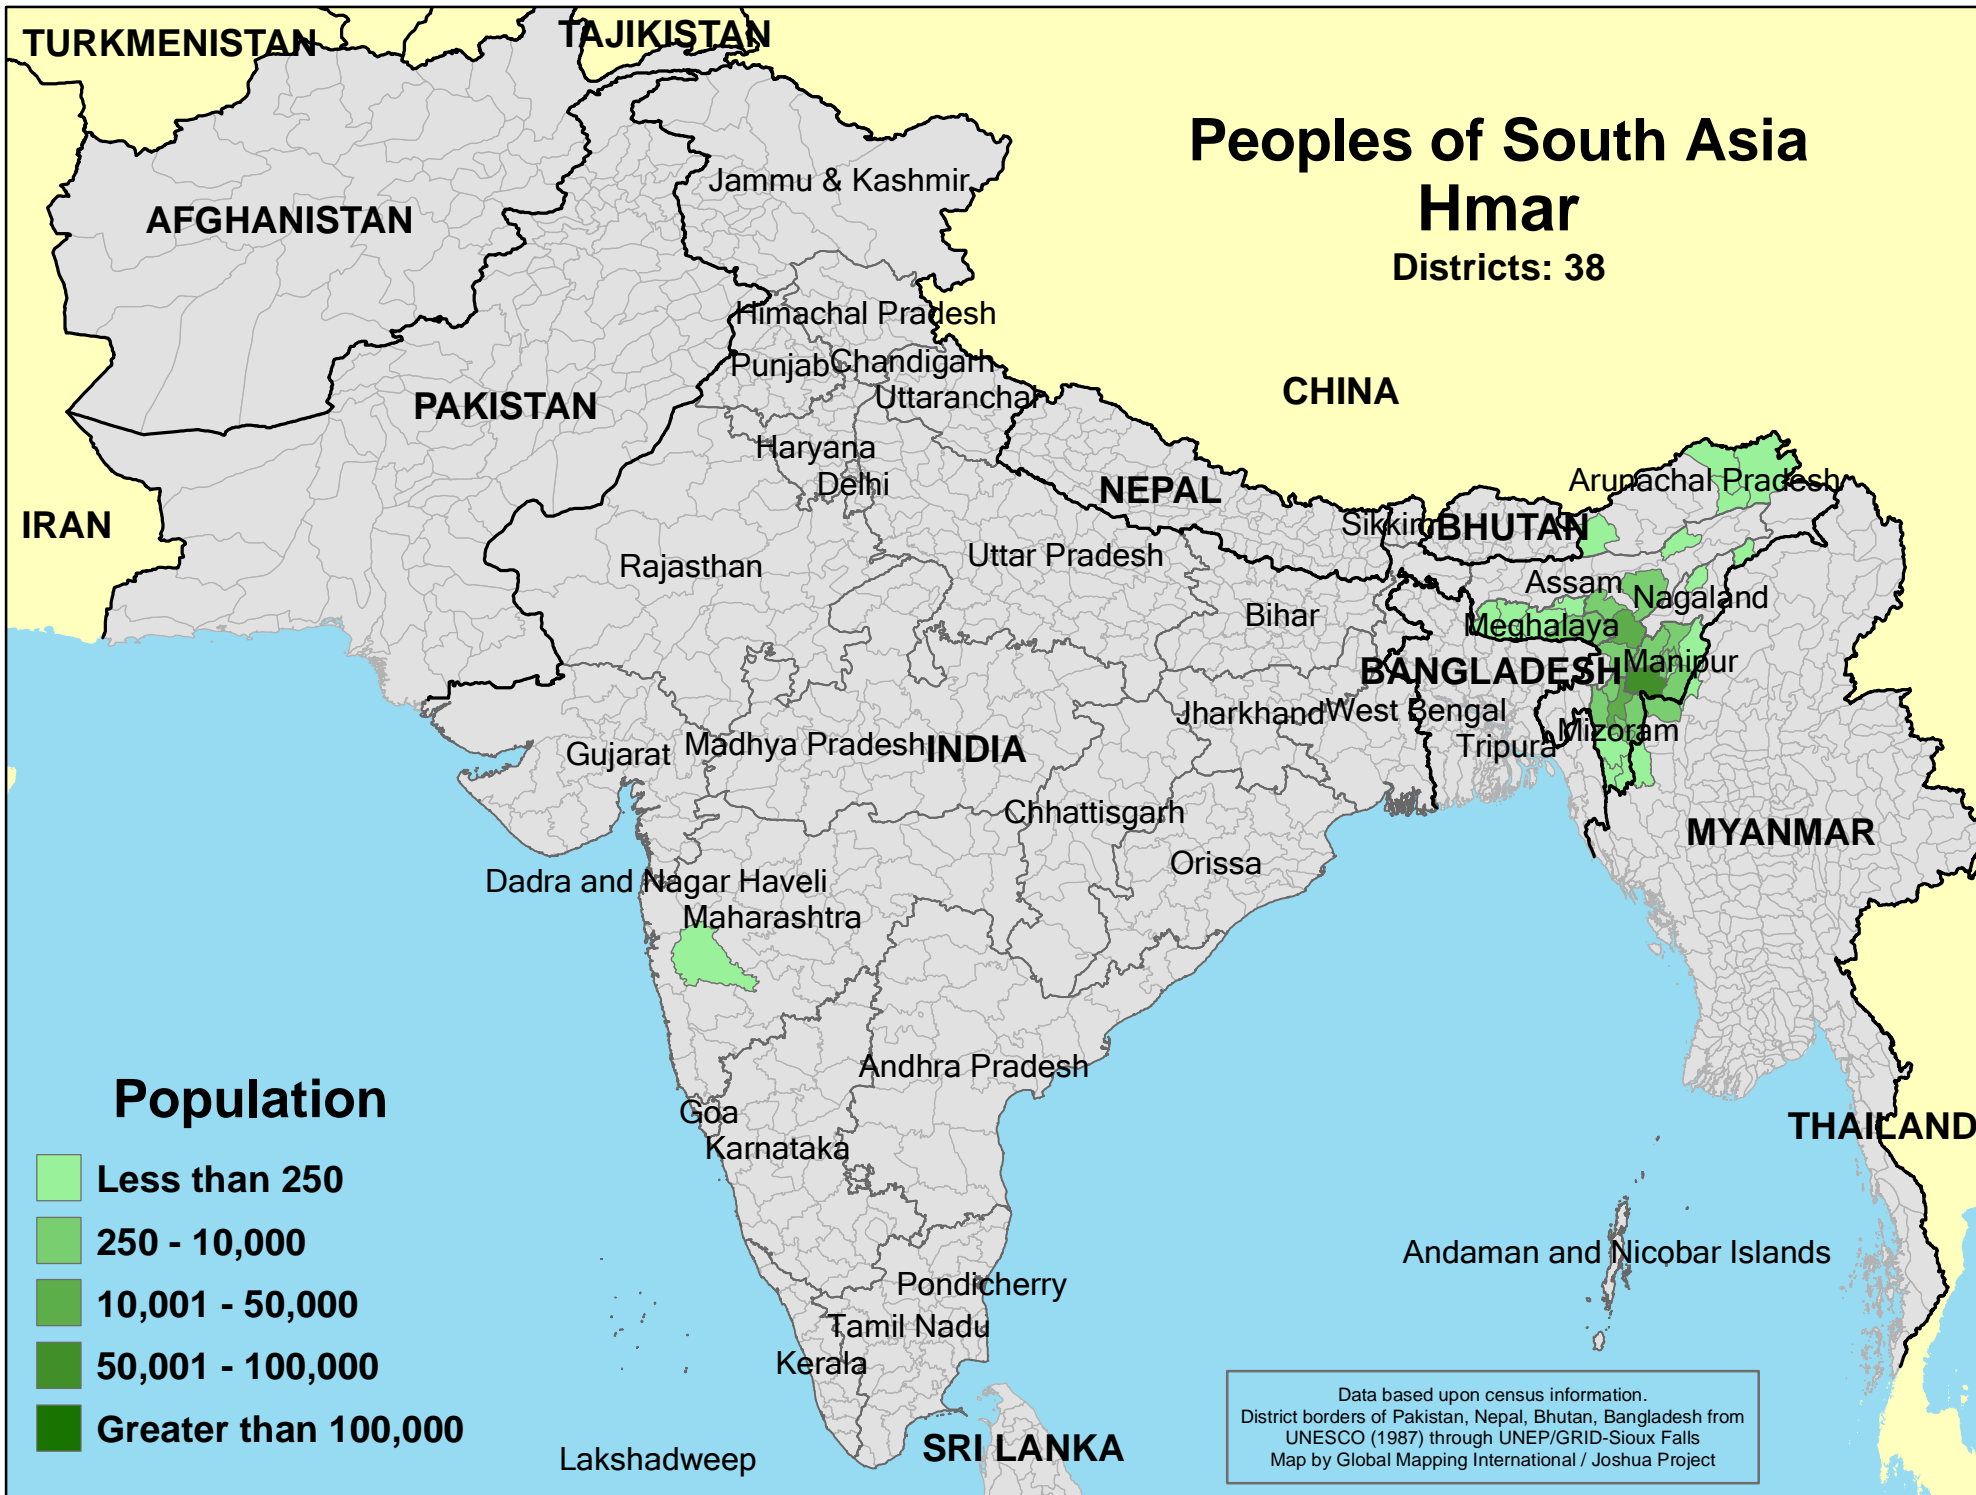 TURKMENISTAN
TAJIKISTAN
Peoples of South Asia
Hmar
Districts: 38
Jammu & Kashmir
AFGHANISTAN
Himachal Pradesh
Punjab
Chandigarh
Uttaranchal
CHINA
PAKISTAN
Haryana
Delhi
NEPAL
Arunachal Pradesh
IRAN
Sikkim
BHUTAN
Rajasthan
Uttar Pradesh
Assam
Nagaland
Bihar
Meghalaya
BANGLADESH
Manipur
Jharkhand
West Bengal
Gujarat
Madhya Pradesh
INDIA
Tripura
Mizoram
Chhattisgarh
MYANMAR
Orissa
Dadra and Nagar Haveli
Maharashtra
Andhra Pradesh
Goa
Karnataka
THAILAND
Population
Less than 250
250 - 10,000
10,001 - 50,000
50,001 - 100,000
Greater than 100,000
Andaman and Nicobar Islands
Pondicherry
Tamil Nadu
Kerala
Lakshadweep
SRI LANKA
Data based upon census information.
District borders of Pakistan, Nepal, Bhutan, Bangladesh from
UNESCO (1987) through UNEP/GRID-Sioux Falls
Map by Global Mapping International / Joshua Project